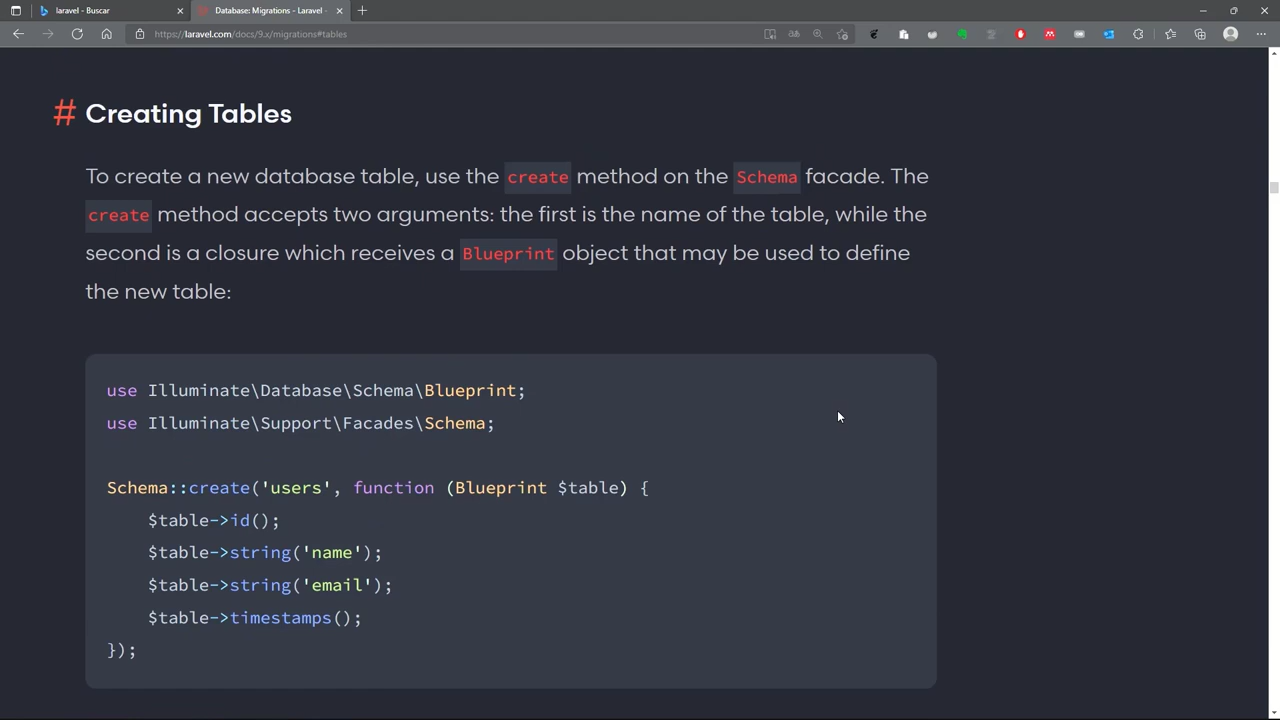 laravel - Buscar
Database: Migrations - Laravel -
https://laravel.com/docs/9.x/migrations#tables
# Creating Tables
To create a new database table, use the create method on the Schema facade. The
create method accepts two arguments: the first is the name of the table, while the
second is a closure which receives a Blueprint object that may be used to define
the new table:
use Illuminate\Database\Schema\Blueprint;
use Illuminate\Support\Facades\Schema;
Schema::create('users', function (Blueprint $table) {
    $table->id();
    $table->string('name');
    $table->string('email');
    $table->timestamps();
});